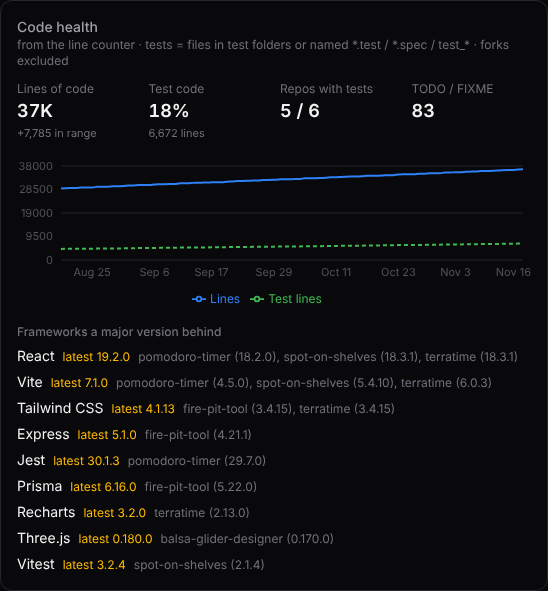 Code health
from the line counter · tests = files in test folders or named *.test / *.spec / test_* · forks
excluded
Lines of code
Test code
Repos with tests
TODO / FIXME
37K
18%
5 / 6
83
+7,785 in range
6,672 lines
38000
28500
19000
9500
0
Aug 25
Sep 6
Sep 17
Sep 29
Oct 11
Oct 23
Nov 3
Nov 16
Lines
Test lines
Frameworks a major version behind
React latest 19.2.0 pomodoro-timer (18.2.0), spot-on-shelves (18.3.1), terratime (18.3.1)
Vite latest 7.1.0 pomodoro-timer (4.5.0), spot-on-shelves (5.4.10), terratime (6.0.3)
Tailwind CSS latest 4.1.13 fire-pit-tool (3.4.15), terratime (3.4.15)
Express latest 5.1.0 fire-pit-tool (4.21.1)
Jest latest 30.1.3 pomodoro-timer (29.7.0)
Prisma latest 6.16.0 fire-pit-tool (5.22.0)
Recharts latest 3.2.0 terratime (2.13.0)
Three.js latest 0.180.0 balsa-glider-designer (0.170.0)
Vitest latest 3.2.4 spot-on-shelves (2.1.4)